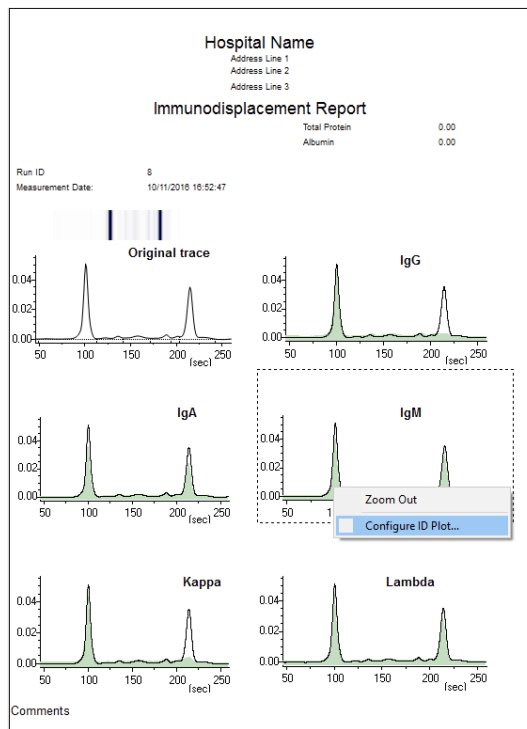 Hospital Name
Address Line 1
Address Line 2
Address Line 3
Immunodisplacement Report
Total Protein 0.00
Albumin 0.00
Run ID 8
Measurement Date: 10/11/2016 16:52:47
Original trace
0.04
0.02
0.00
50 100 150 200 250
[sec]
IgG
0.04
0.02
0.00
50 100 150 200 250
[sec]
IgA
0.04
0.02
0.00
50 100 150 200 250
[sec]
IgM
0.04
0.02
0.00
50
Zoom Out
Configure ID Plot...
Kappa
0.04
0.02
0.00
50 100 150 200 250
[sec]
Lambda
0.04
0.02
0.00
50 100 150 200 250
[sec]
Comments